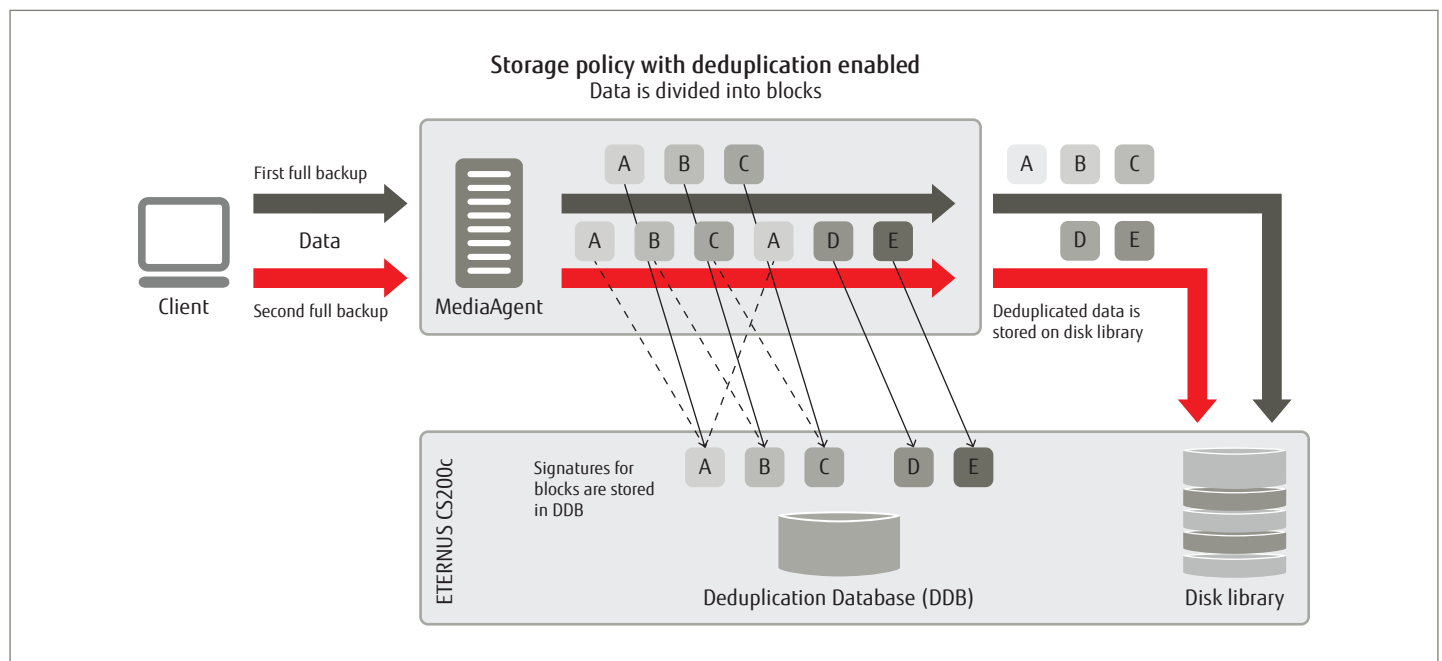 Storage policy with deduplication enabled
Data is divided into blocks
A B C
A B C
First full backup
Data
A B C A D E
D E
Client
Second full backup
MediaAgent
Deduplicated data is
stored on disk library
ETERNUS CS200c
Signatures for
blocks are stored
in DDB
A B C D E
Deduplication Database (DDB)
Disk library